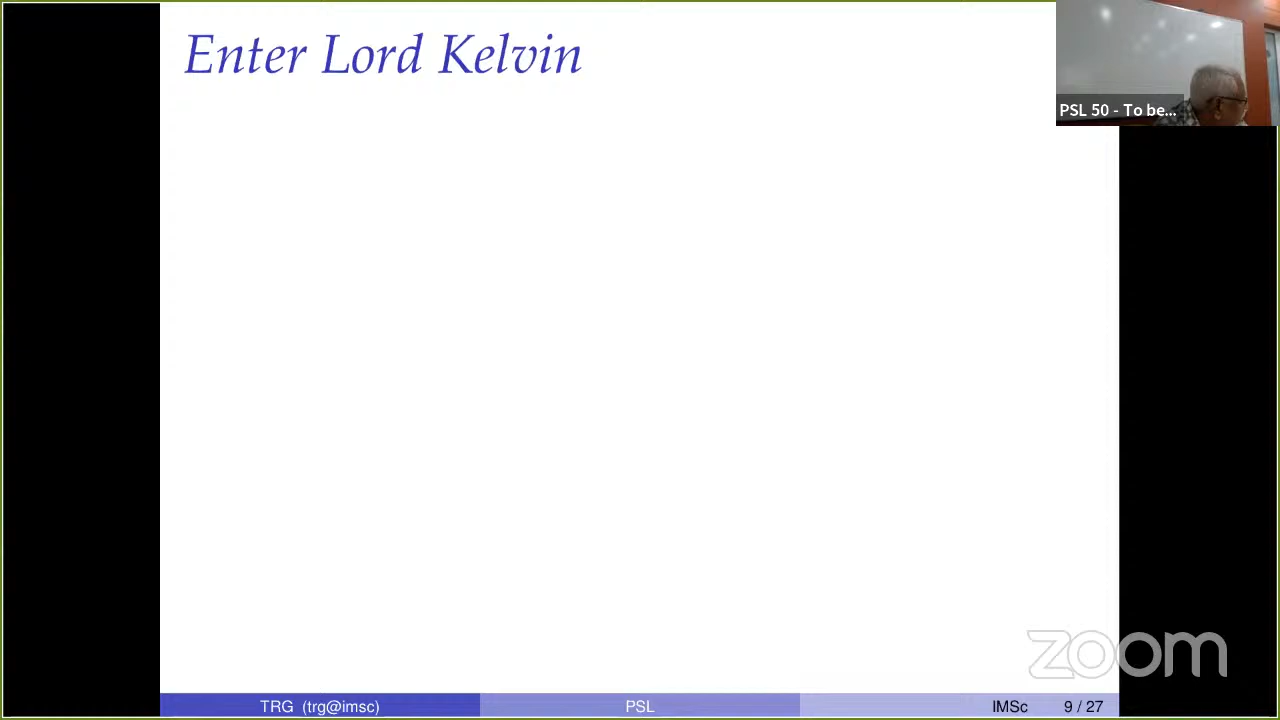 Enter Lord Kelvin
PSL 50 - To be...
zoom
TRG (trg@imsc) PSL IMSc 9 / 27